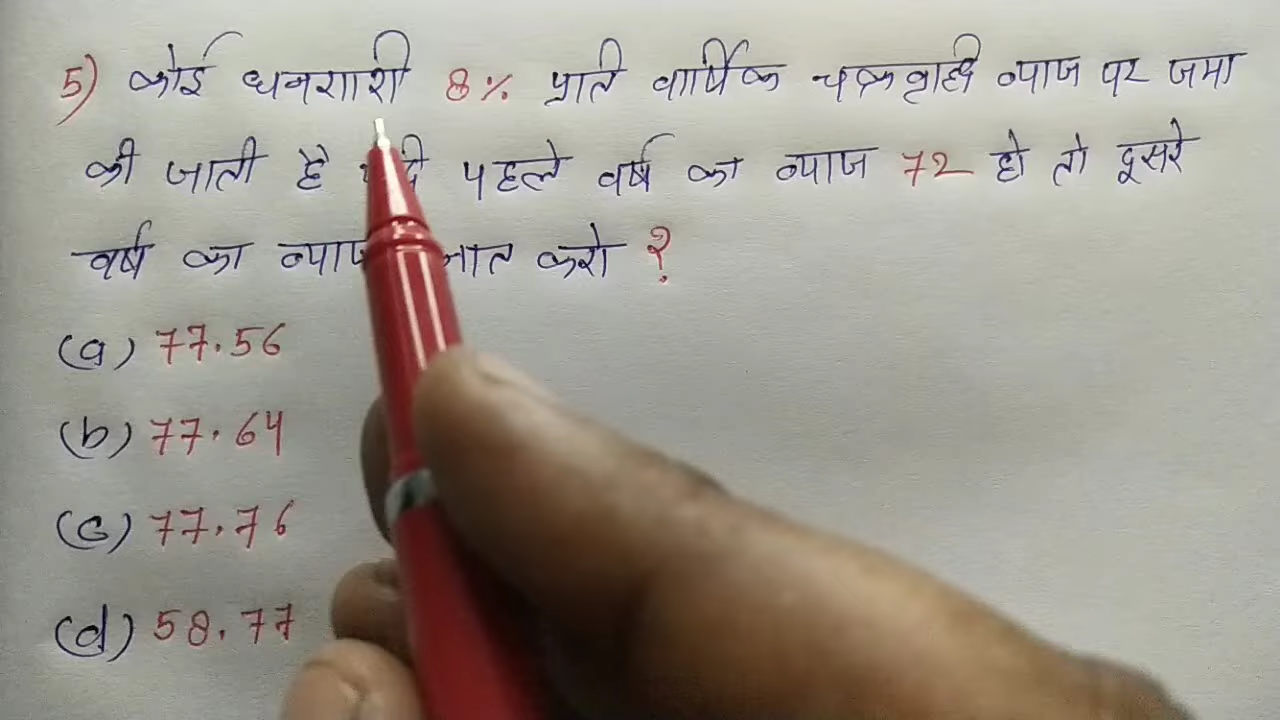 5) कोई धनराशी 8% प्रति वार्षिक चक्रवृद्दि ब्याज पर जमा
की जाती है पहले वर्ष का ब्याज 72 हो तो दूसरे
वर्ष का ब्याज करो ?
(a) 77.56
(b) 77.64
(c) 77.76
(d) 58.77